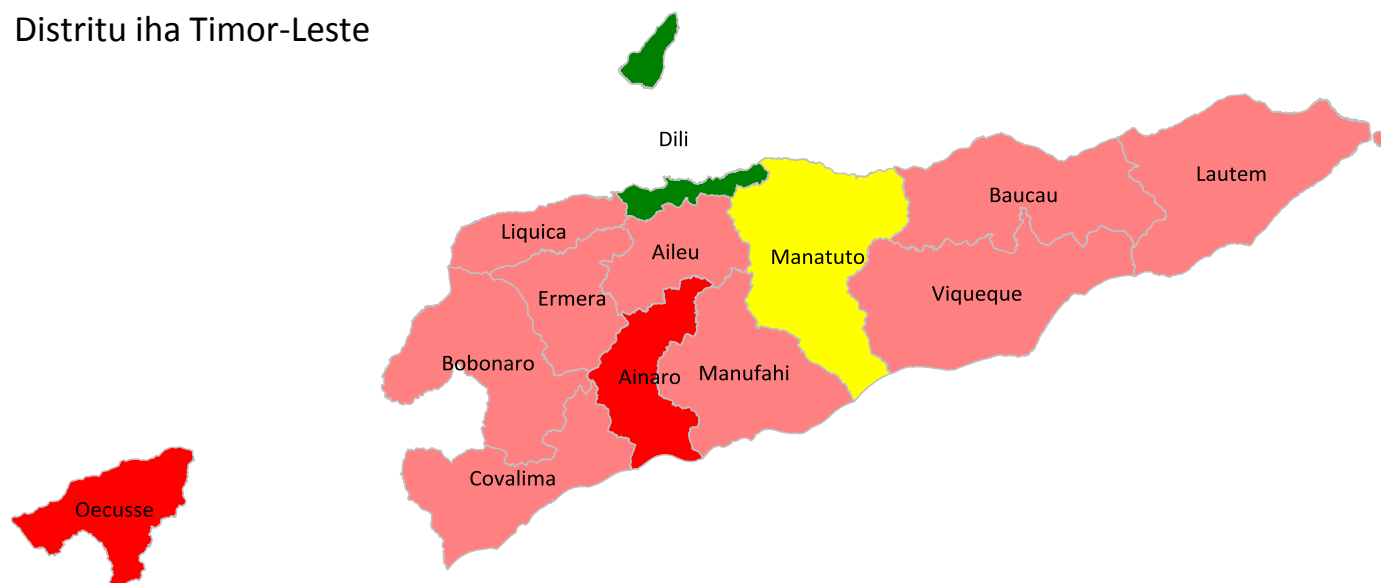 Distritu iha Timor-Leste
Dili
Lautem
Baucau
Liquica
Aileu
Manatuto
Ermera
Viqueque
Bobonaro
Ainaro
Manufahi
Covalima
Oecusse